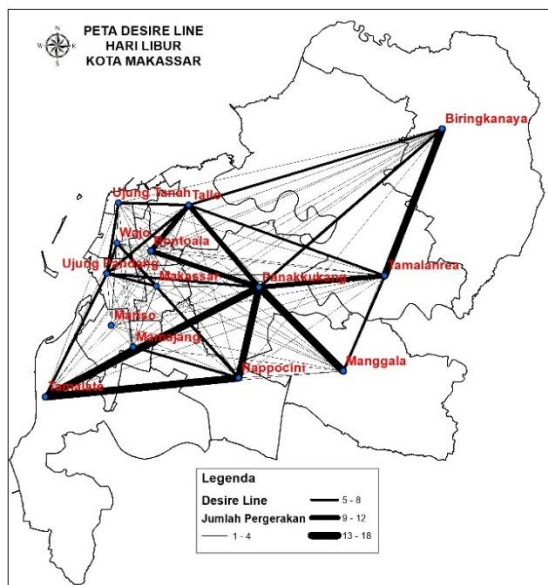 PETA DESIRE LINE
HARI LIBUR
KOTA MAKASSAR
N
W
E
S
Biringkanaya
Ujung Tanah
Tallo
Wajo
Bontoala
Ujung Pandang
Makassar
Panakkukang
Tamalanrea
Mariso
Mamajang
Manggala
Rappocini
Tamalate
Legenda
Desire Line
5 - 8
Jumlah Pergerakan
9 - 12
1 - 4
13 - 18